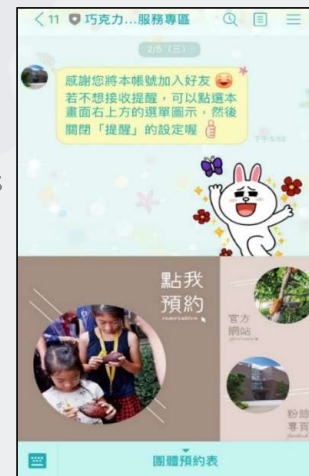 11 巧克力...服務專區
2/5 (三)
感謝您將本帳號加入好友
若不想接收提醒，可以點選本
畫面右上方的選單圖示，然後
關閉「提醒」的設定喔
點我
預約
官方
網站
粉絲
專頁
團體預約表